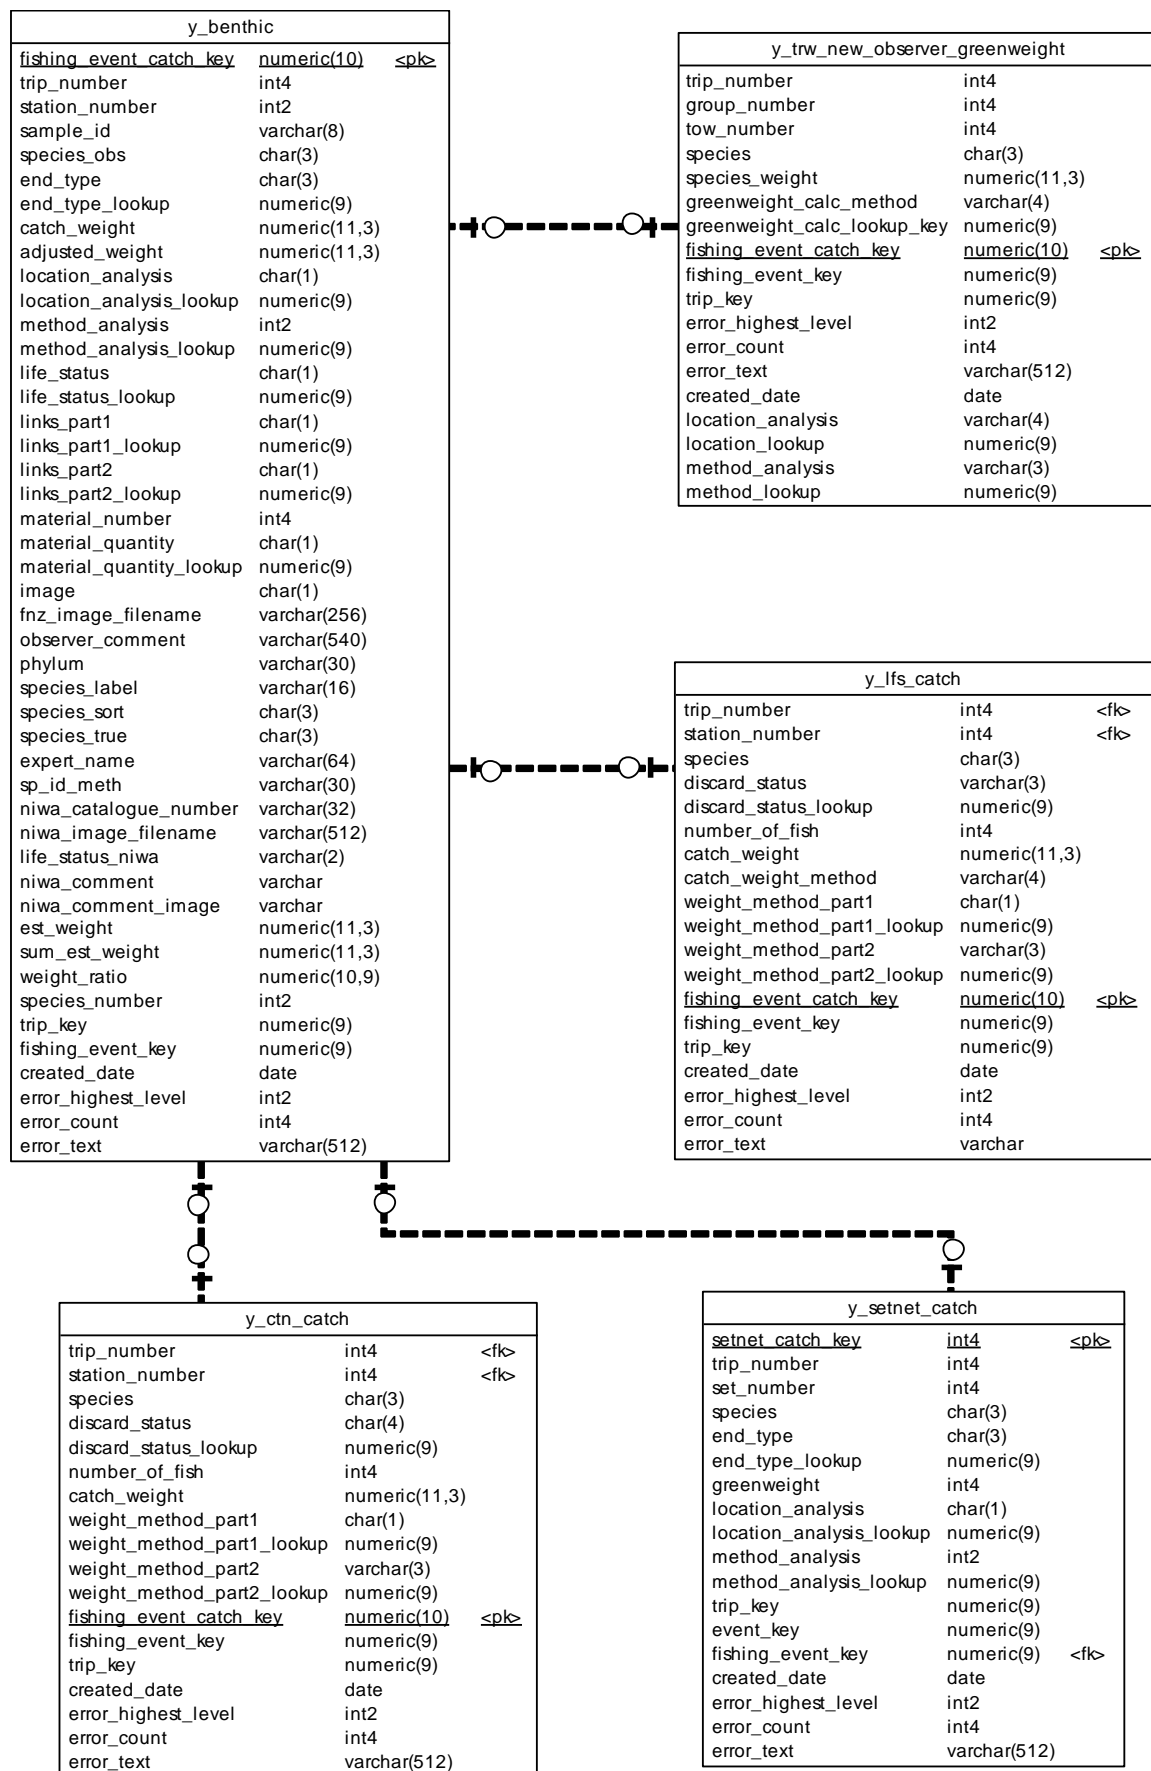 y_benthic
fishing_event_catch_key numeric(10) <pk>
trip_number int4
station_number int2
sample_id varchar(8)
species_obs char(3)
end_type char(3)
end_type_lookup numeric(9)
catch_weight numeric(11,3)
adjusted_weight numeric(11,3)
location_analysis char(1)
location_analysis_lookup numeric(9)
method_analysis int2
method_analysis_lookup numeric(9)
life_status char(1)
life_status_lookup numeric(9)
links_part1 char(1)
links_part1_lookup numeric(9)
links_part2 char(1)
links_part2_lookup numeric(9)
material_number int4
material_quantity char(1)
material_quantity_lookup numeric(9)
image char(1)
fnz_image_filename varchar(256)
observer_comment varchar(540)
phylum varchar(30)
species_label varchar(16)
species_sort char(3)
species_true char(3)
expert_name varchar(64)
sp_id_meth varchar(30)
niwa_catalogue_number varchar(32)
niwa_image_filename varchar(512)
life_status_niwa varchar(2)
niwa_comment varchar
niwa_comment_image varchar
est_weight numeric(11,3)
sum_est_weight numeric(11,3)
weight_ratio numeric(10,9)
species_number int2
trip_key numeric(9)
fishing_event_key numeric(9)
created_date date
error_highest_level int2
error_count int4
error_text varchar(512)
y_trw_new_observer_greenweight
trip_number int4
group_number int4
tow_number int4
species char(3)
species_weight numeric(11,3)
greenweight_calc_method varchar(4)
greenweight_calc_lookup_key numeric(9)
fishing_event_catch_key numeric(10) <pk>
fishing_event_key numeric(9)
trip_key numeric(9)
error_highest_level int2
error_count int4
error_text varchar(512)
created_date date
location_analysis varchar(4)
location_lookup numeric(9)
method_analysis varchar(3)
method_lookup numeric(9)
y_lfs_catch
trip_number int4 <fk>
station_number int4 <fk>
species char(3)
discard_status varchar(3)
discard_status_lookup numeric(9)
number_of_fish int4
catch_weight numeric(11,3)
catch_weight_method varchar(4)
weight_method_part1 char(1)
weight_method_part1_lookup numeric(9)
weight_method_part2 varchar(3)
weight_method_part2_lookup numeric(9)
fishing_event_catch_key numeric(10) <pk>
fishing_event_key numeric(9)
trip_key numeric(9)
created_date date
error_highest_level int2
error_count int4
error_text varchar
y_ctn_catch
trip_number int4 <fk>
station_number int4 <fk>
species char(3)
discard_status char(4)
discard_status_lookup numeric(9)
number_of_fish int4
catch_weight numeric(11,3)
weight_method_part1 char(1)
weight_method_part1_lookup numeric(9)
weight_method_part2 varchar(3)
weight_method_part2_lookup numeric(9)
fishing_event_catch_key numeric(10) <pk>
fishing_event_key numeric(9)
trip_key numeric(9)
created_date date
error_highest_level int2
error_count int4
error_text varchar(512)
y_setnet_catch
setnet_catch_key int4 <pk>
trip_number int4
set_number int4
species char(3)
end_type char(3)
end_type_lookup numeric(9)
greenweight int4
location_analysis char(1)
location_analysis_lookup numeric(9)
method_analysis int2
method_analysis_lookup numeric(9)
trip_key numeric(9)
event_key numeric(9)
fishing_event_key numeric(9) <fk>
created_date date
error_highest_level int2
error_count int4
error_text varchar(512)